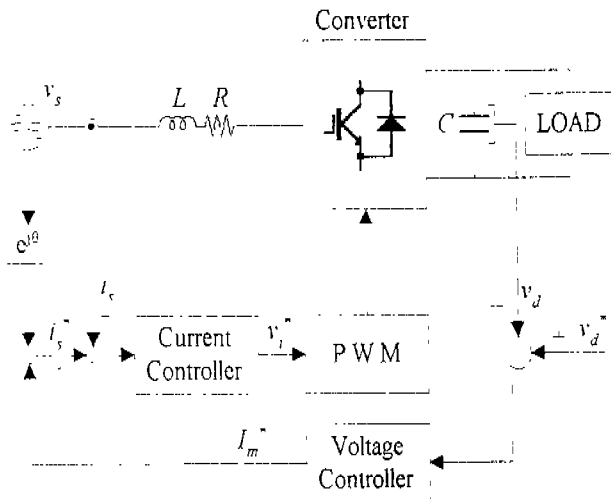 Converter
v_s
L R
C
LOAD
e^jθ
i_s
i_s*
Current
Controller
v_i*
P W M
v_d
v_d*
I_m*
Voltage
Controller